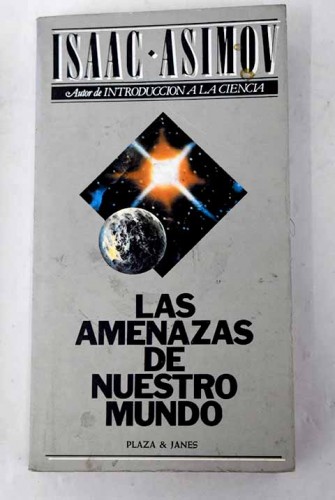 ISAAC · ASIMOV
Autor de INTRODUCCION A LA CIENCIA
LAS
AMENAZAS
DE
NUESTRO
MUNDO
PLAZA & JANES